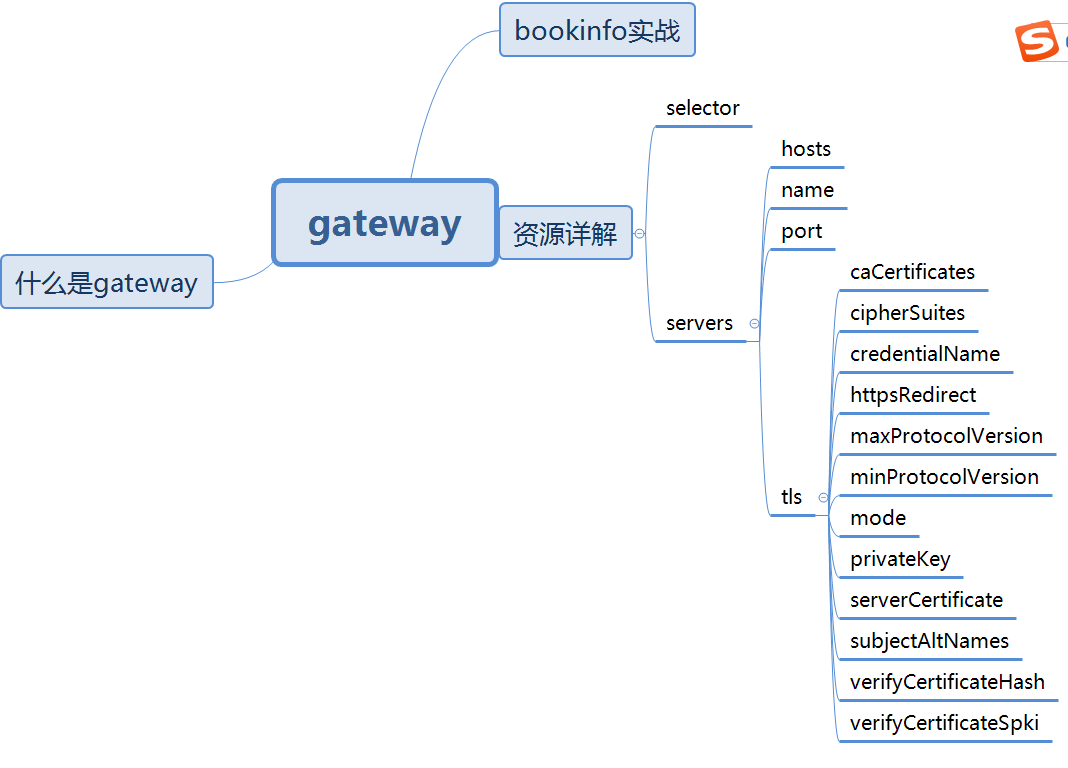 bookinfo实战
gateway
什么是gateway
资源详解
selector
servers
hosts
name
port
tls
caCertificates
cipherSuites
credentialName
httpsRedirect
maxProtocolVersion
minProtocolVersion
mode
privateKey
serverCertificate
subjectAltNames
verifyCertificateHash
verifyCertificateSpki
S